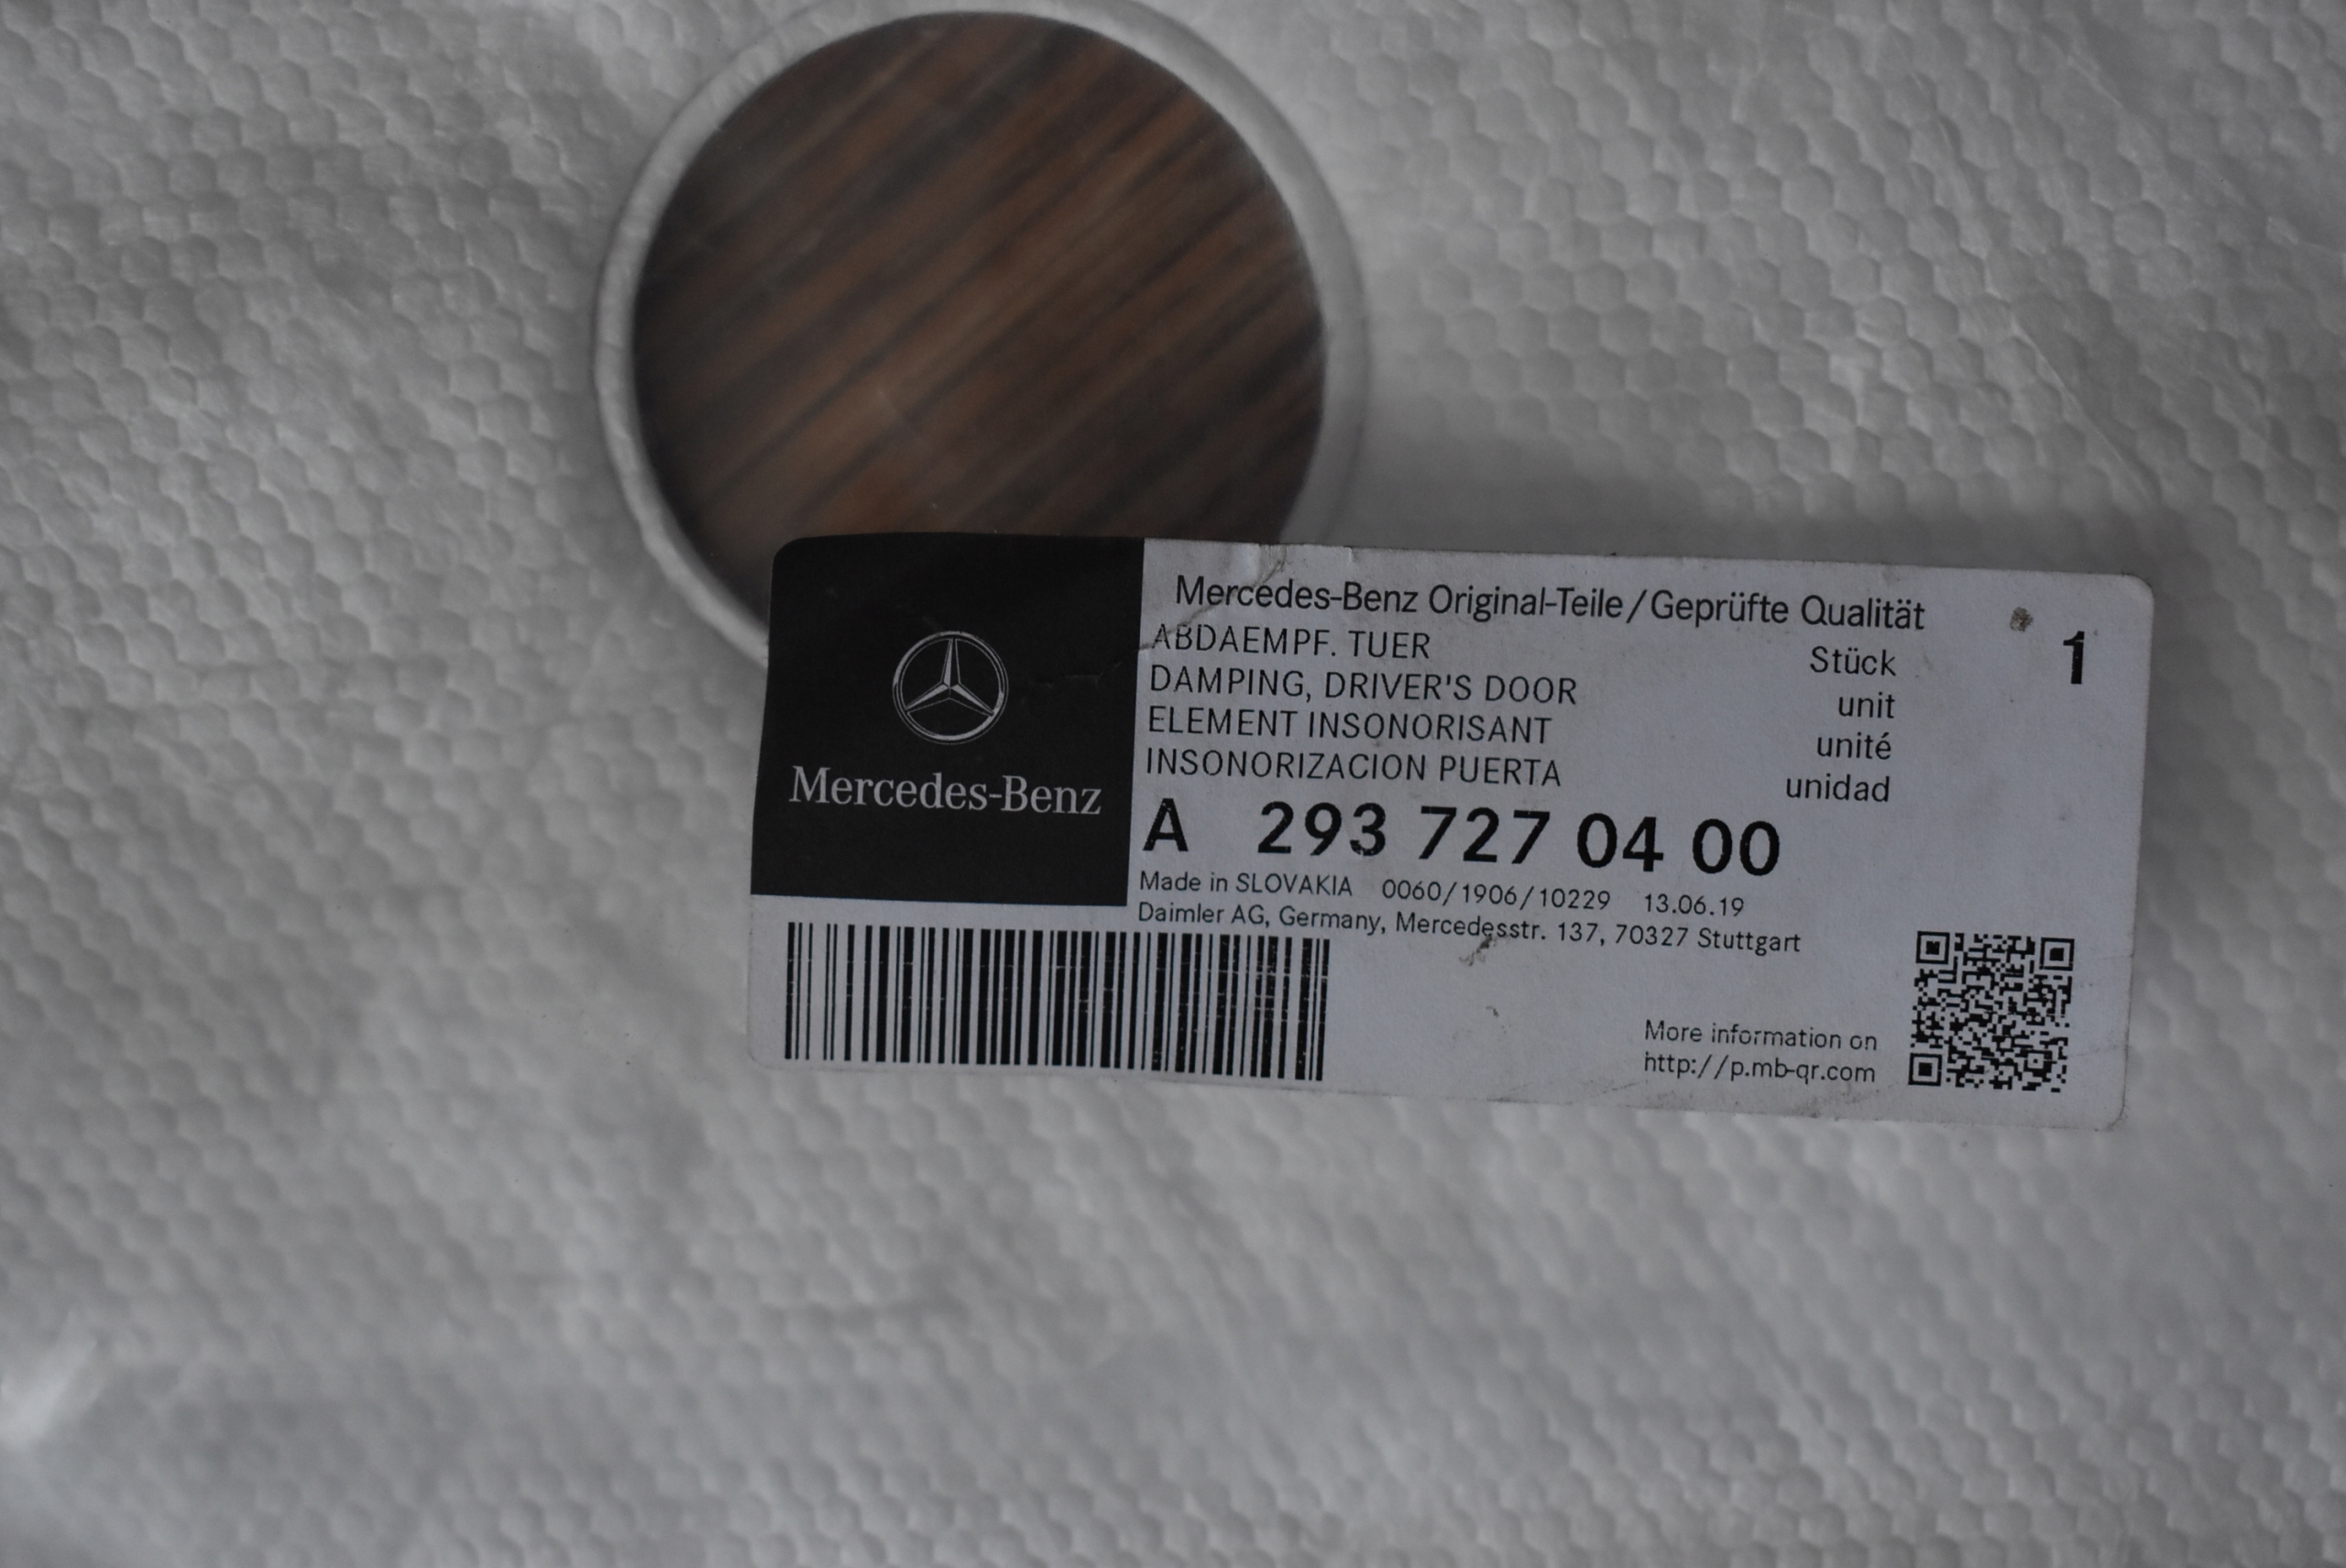 Mercedes-Benz
Mercedes-Benz Original-Teile/Geprüfte Qualität
ABDAEMPF. TUER
DAMPING, DRIVER'S DOOR
ELEMENT INSONORISANT
INSONORIZACION PUERTA
Stück
unit
unité
unidad
1
A 293 727 04 00
Made in SLOVAKIA 0060/1906/10229 13.06.19
Daimler AG, Germany, Mercedesstr. 137, 70327 Stuttgart
More information on
http://p.mb-qr.com